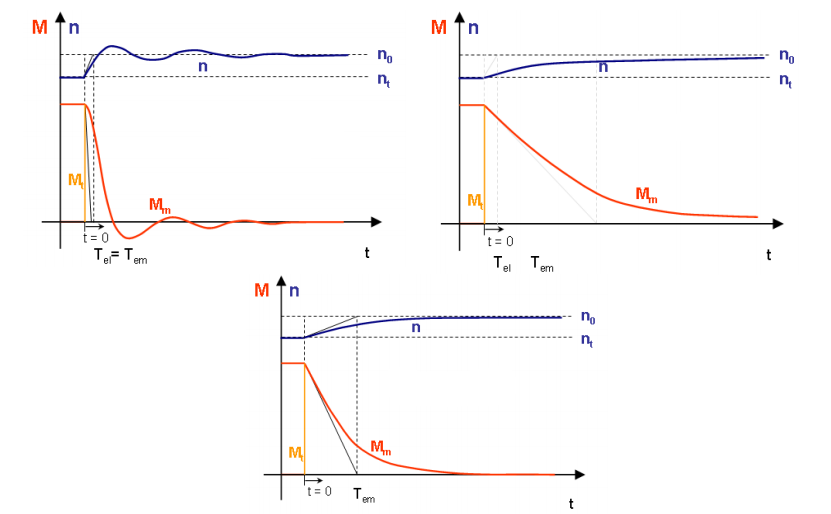 M n
n₀
n
nₜ
Mₜ
Mₘ
t = 0
Tₑₗ= Tₑₘ
t
M n
n₀
n
nₜ
Mₜ
Mₘ
t = 0
Tₑₗ Tₑₘ
t
M n
n₀
n
nₜ
Mₜ
Mₘ
t = 0
Tₑₘ
t